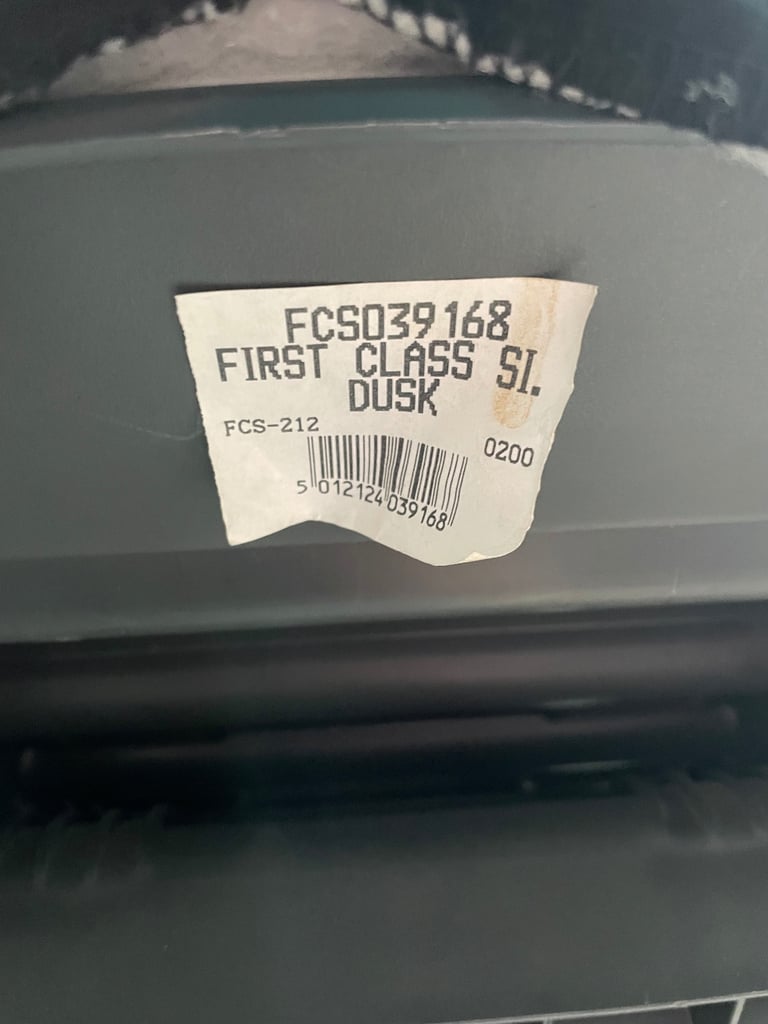 FCS039168
FIRST CLASS SI.
DUSK
FCS-212
0200
5 012124 039168